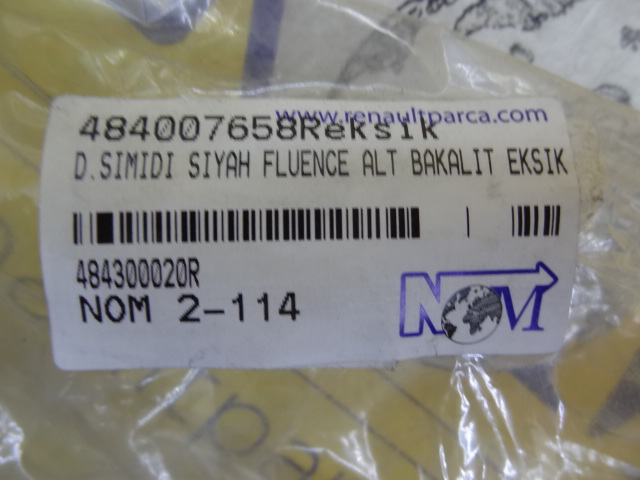 www.renaultparca.com
484007658Reksik
D.SIMIDI SIYAH FLUENCE ALT BAKALIT EKSIK
484300020R
NOM 2-114
NOM